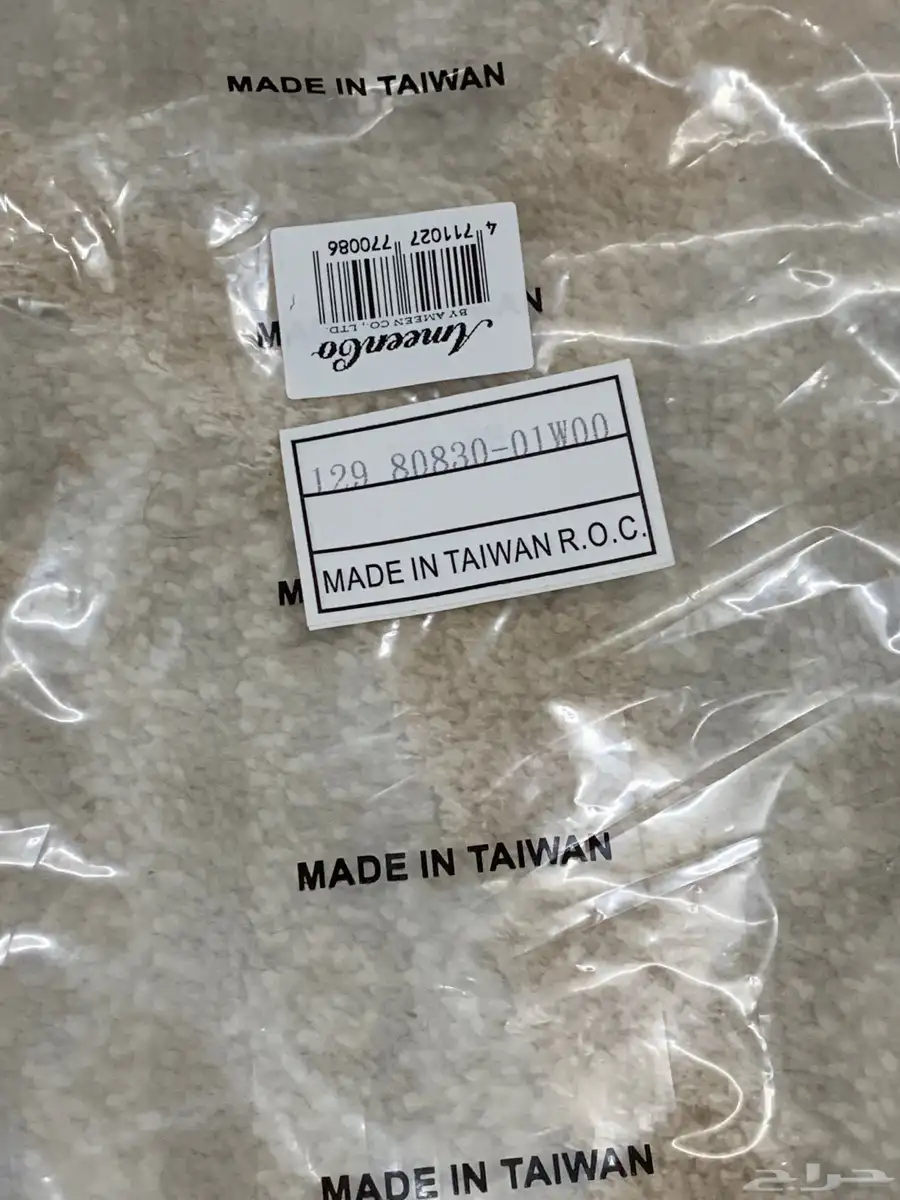 MADE IN TAIWAN
4 711027 770086
AmeenCo
BY AMEEN CO., LTD.
129 80830-01W00
MADE IN TAIWAN R.O.C.
MADE IN TAIWAN
MADE IN TAIWAN
حراج